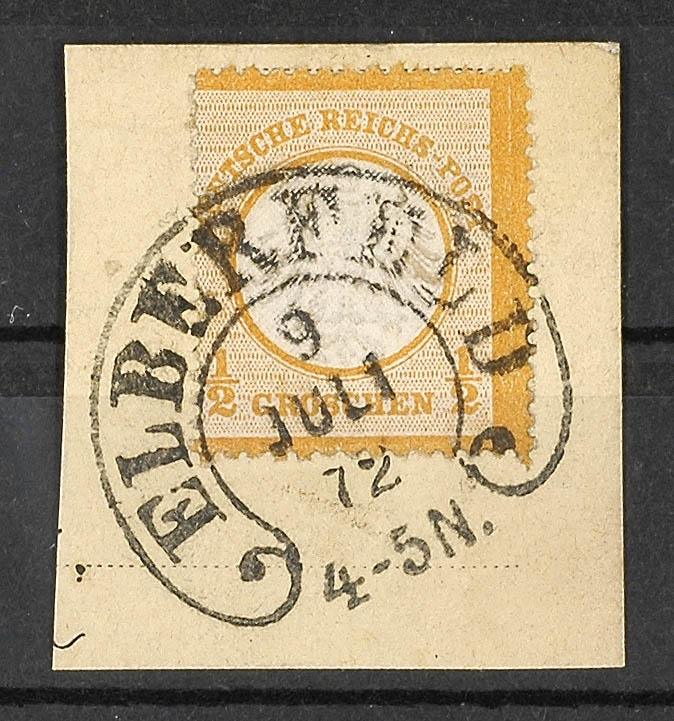 DEUTSCHE REICHS-POST
1/2 GROSCHEN 1/2
ELBERFELD
9
JULI
72
4-5N.